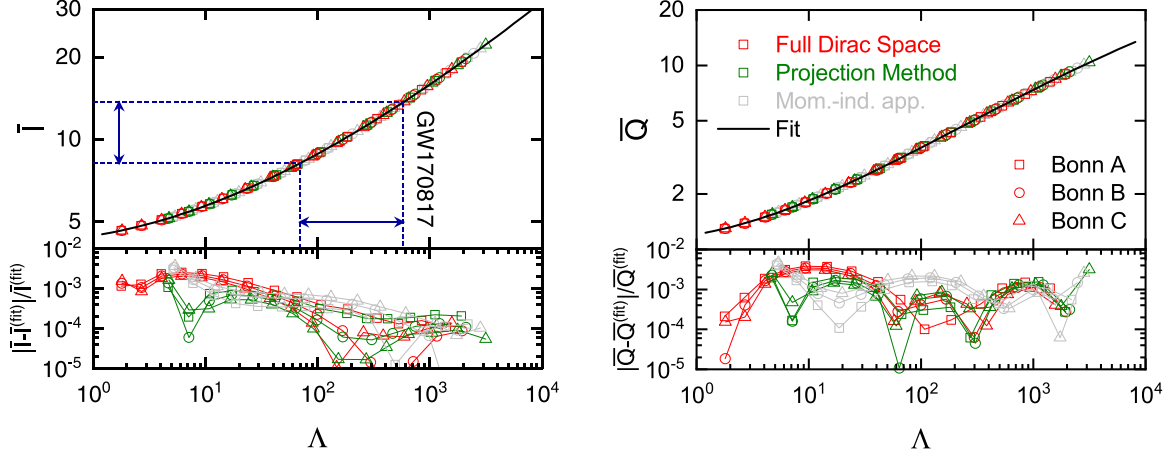 30
20
10
5
Ī
GW170817
10⁻²
10⁻³
10⁻⁴
10⁻⁵
|Ī-Ī⁽ᶠⁱᵗ⁾|/Ī⁽ᶠⁱᵗ⁾
10⁰ 10¹ 10² 10³ 10⁴
Λ
20
10
5
2
Q̅
Full Dirac Space
Projection Method
Mom.-ind. app.
Fit
Bonn A
Bonn B
Bonn C
10⁻²
10⁻³
10⁻⁴
10⁻⁵
|Q̅-Q̅⁽ᶠⁱᵗ⁾|/Q̅⁽ᶠⁱᵗ⁾
10⁰ 10¹ 10² 10³ 10⁴
Λ